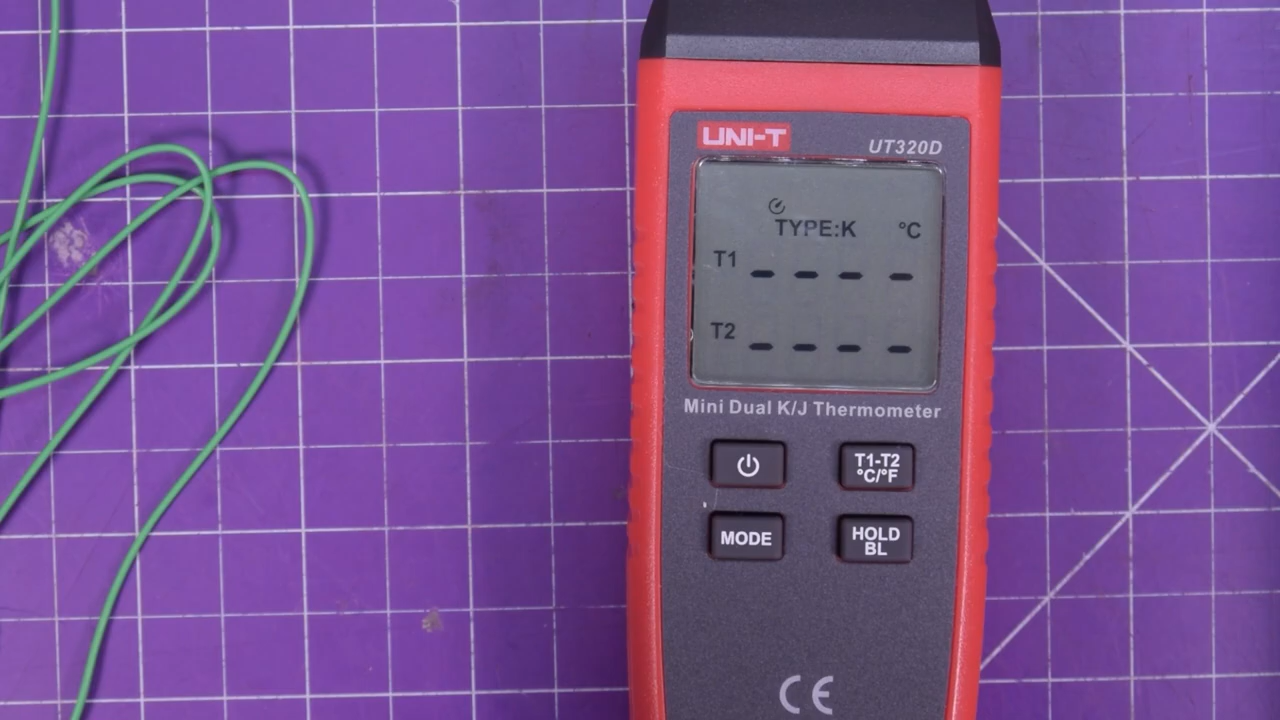 UNI-T
UT320D
TYPE:K °C
T1 - - - -
T2 - - - -
Mini Dual K/J Thermometer
T1-T2
°C/°F
MODE
HOLD
BL
CE